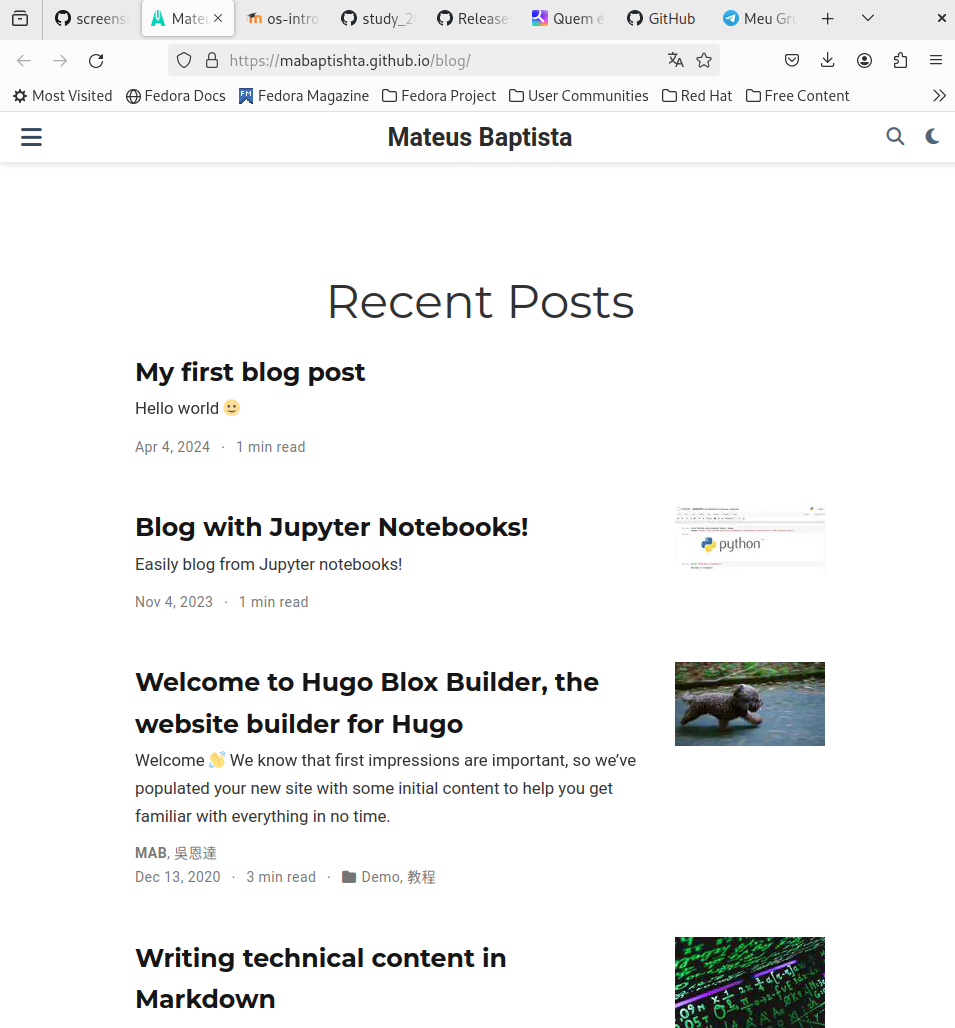 screens
Mateu
os-intro
study_2
Release
Quem é
GitHub
Meu Gru
https://mabaptishta.github.io/blog/
Most Visited Fedora Docs Fedora Magazine Fedora Project User Communities Red Hat Free Content
Mateus Baptista
Recent Posts
My first blog post
Hello world 🙂
Apr 4, 2024 · 1 min read
Blog with Jupyter Notebooks!
python
Easily blog from Jupyter notebooks!
Nov 4, 2023 · 1 min read
Welcome to Hugo Blox Builder, the
website builder for Hugo
Welcome 👋 We know that first impressions are important, so we’ve
populated your new site with some initial content to help you get
familiar with everything in no time.
MAB, 吳恩達
Dec 13, 2020 · 3 min read · Demo, 教程
Writing technical content in
Markdown